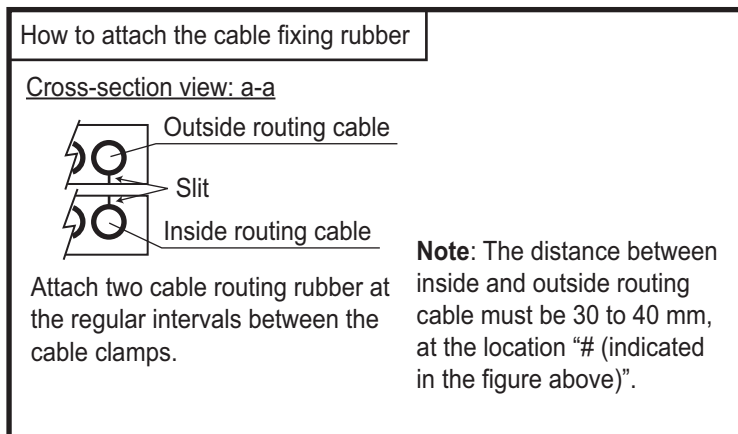 How to attach the cable fixing rubber
Cross-section view: a-a
Outside routing cable
Slit
Inside routing cable
Attach two cable routing rubber at
the regular intervals between the
cable clamps.
Note: The distance between
inside and outside routing
cable must be 30 to 40 mm,
at the location “# (indicated
in the figure above)”.